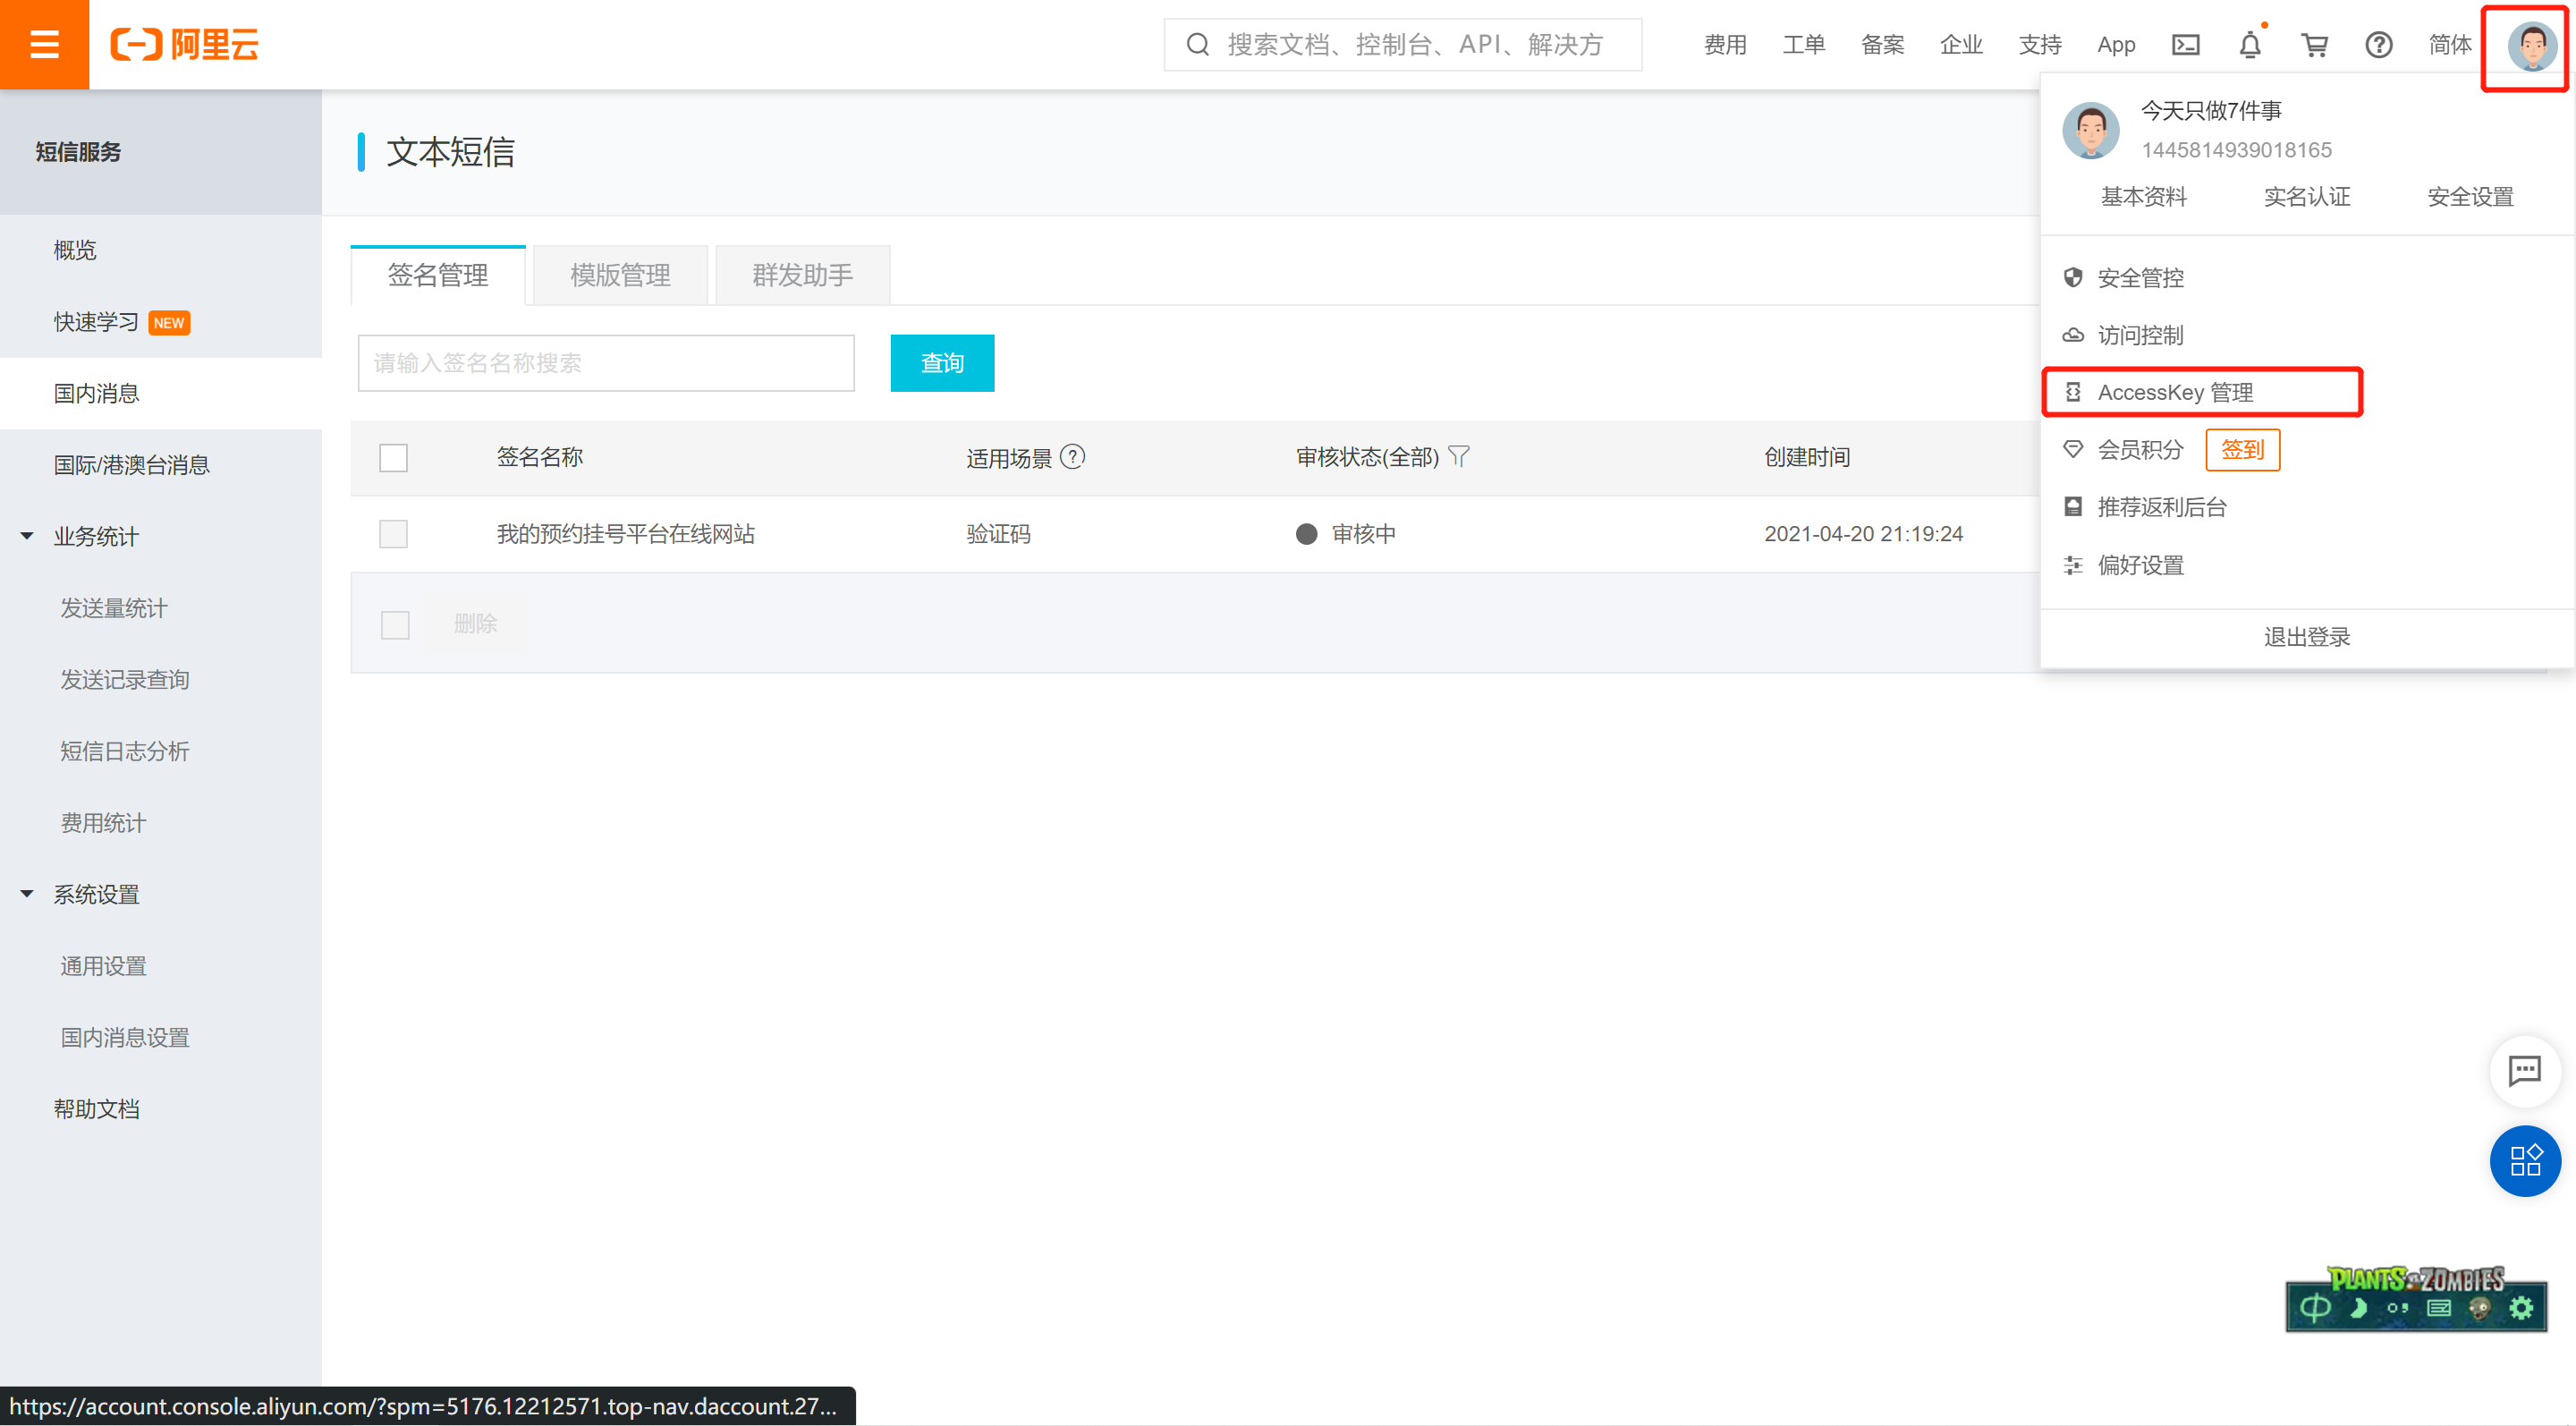 阿里云
搜索文档、控制台、API、解决方
费用
工单
备案
企业
支持
App
简体
今天只做7件事
1445814939018165
基本资料
实名认证
安全设置
安全管控
访问控制
AccessKey 管理
会员积分
签到
推荐返利后台
偏好设置
退出登录
短信服务
概览
快速学习 NEW
国内消息
国际/港澳台消息
业务统计
发送量统计
发送记录查询
短信日志分析
费用统计
系统设置
通用设置
国内消息设置
帮助文档
文本短信
签名管理
模版管理
群发助手
请输入签名名称搜索
查询
签名名称
适用场景
审核状态(全部)
创建时间
我的预约挂号平台在线网站
验证码
审核中
2021-04-20 21:19:24
删除
PLANTS vs ZOMBIES
中
https://account.console.aliyun.com/?spm=5176.12212571.top-nav.daccount.27...